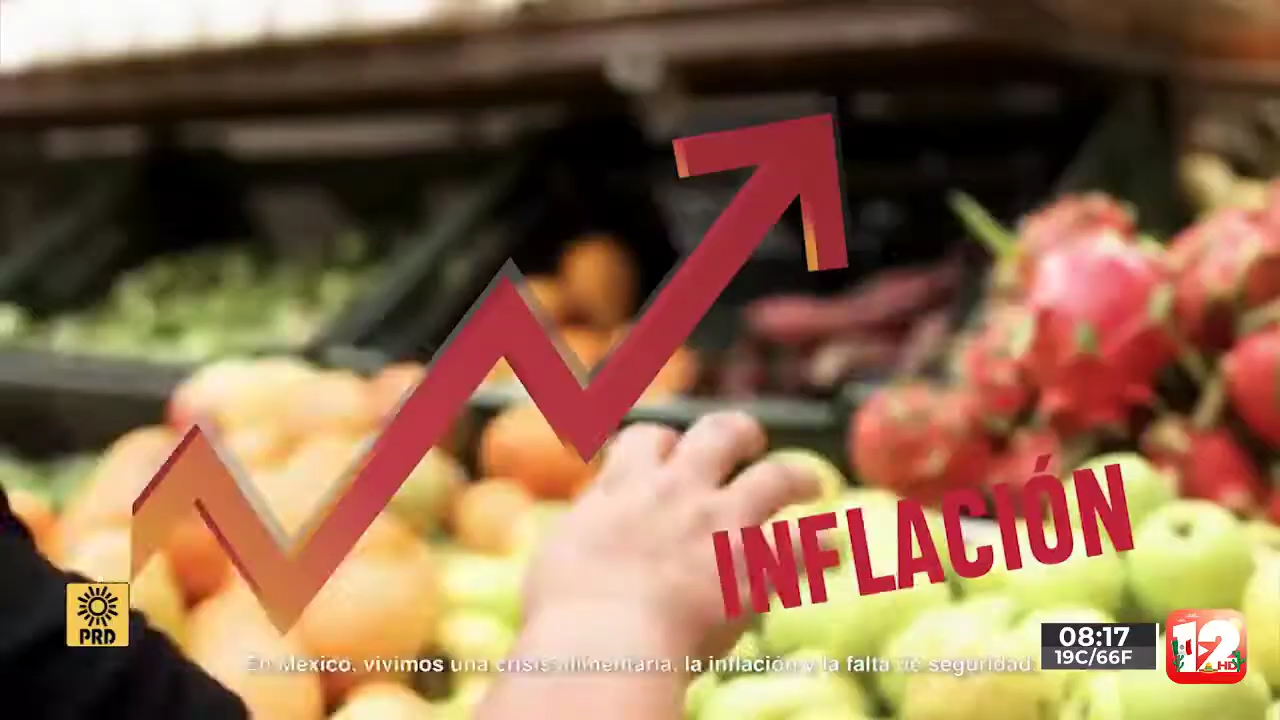 INFLACIÓN
PRD
En México, vivimos una crisis alimentaria, la inflación y la falta de seguridad.
08:17
19C/66F
12
HD